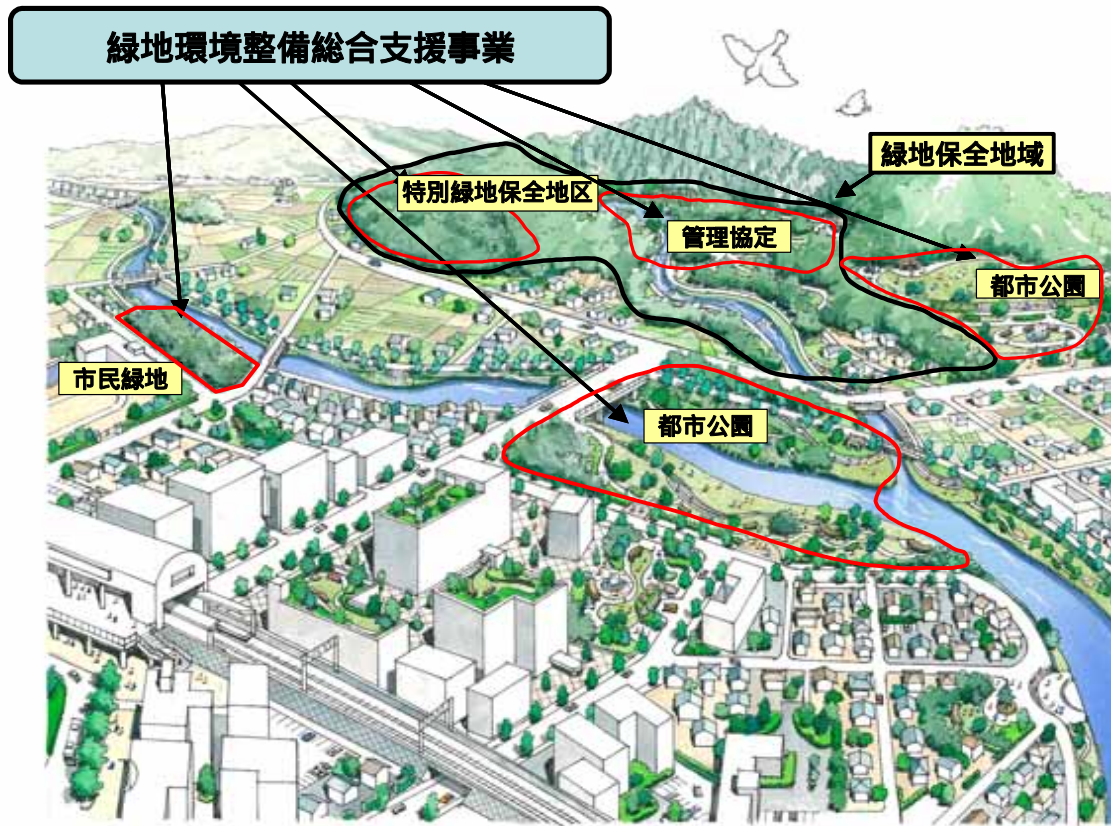 緑地環境整備総合支援事業
緑地保全地域
特別緑地保全地区
管理協定
都市公園
市民緑地
都市公園